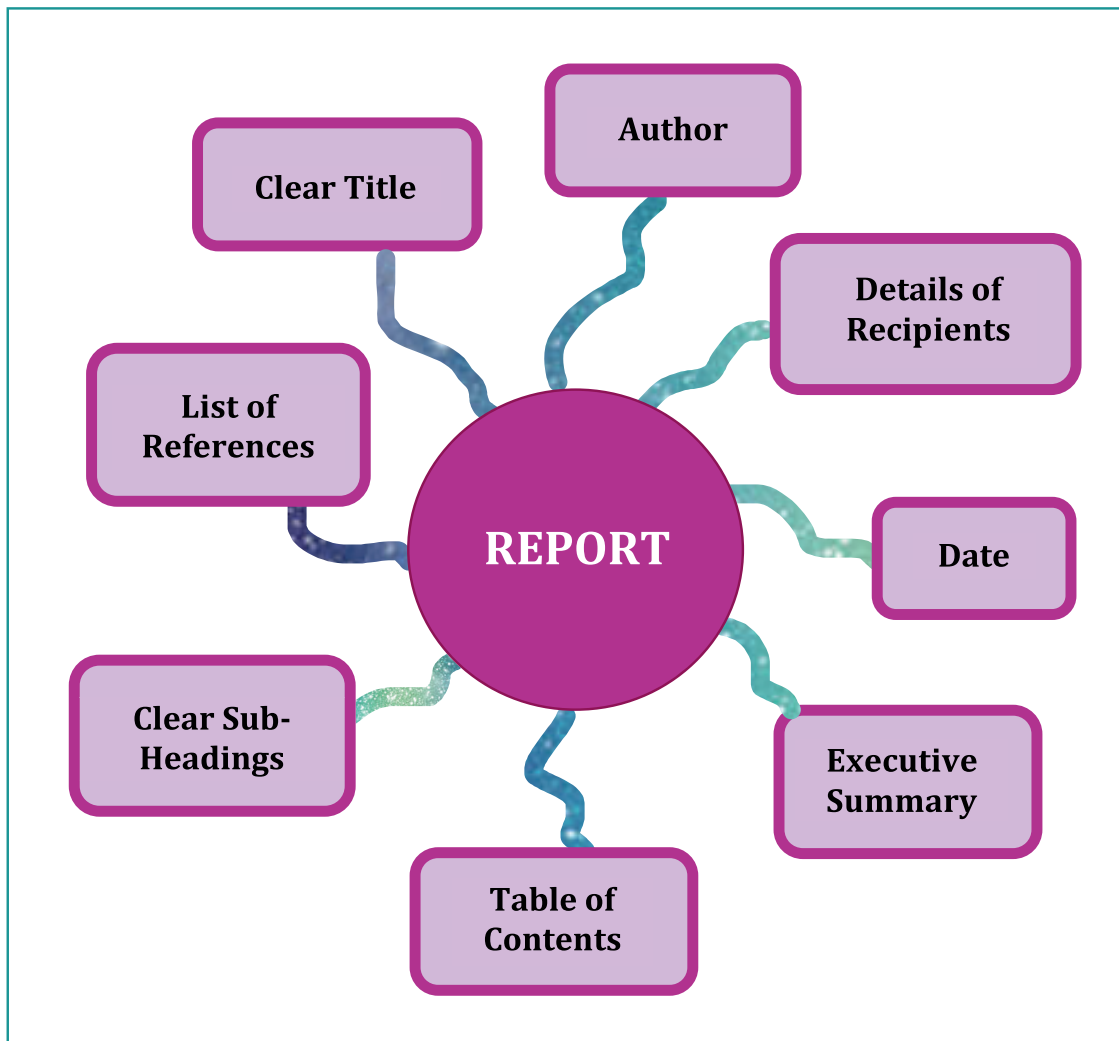 Author
Clear Title
Details of
Recipients
List of
References
REPORT
Date
Clear Sub-
Headings
Executive
Summary
Table of
Contents